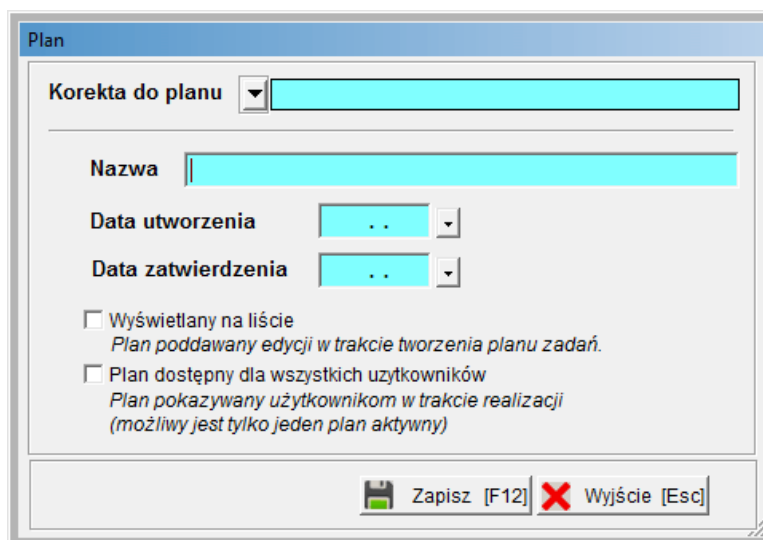 Plan
Korekta do planu
Nazwa
Data utworzenia . .
Data zatwierdzenia . .
Wyświetlany na liście
Plan poddawany edycji w trakcie tworzenia planu zadań.
Plan dostępny dla wszystkich uzytkowników
Plan pokazywany użytkownikom w trakcie realizacji
(możliwy jest tylko jeden plan aktywny)
Zapisz [F12] Wyjście [Esc]